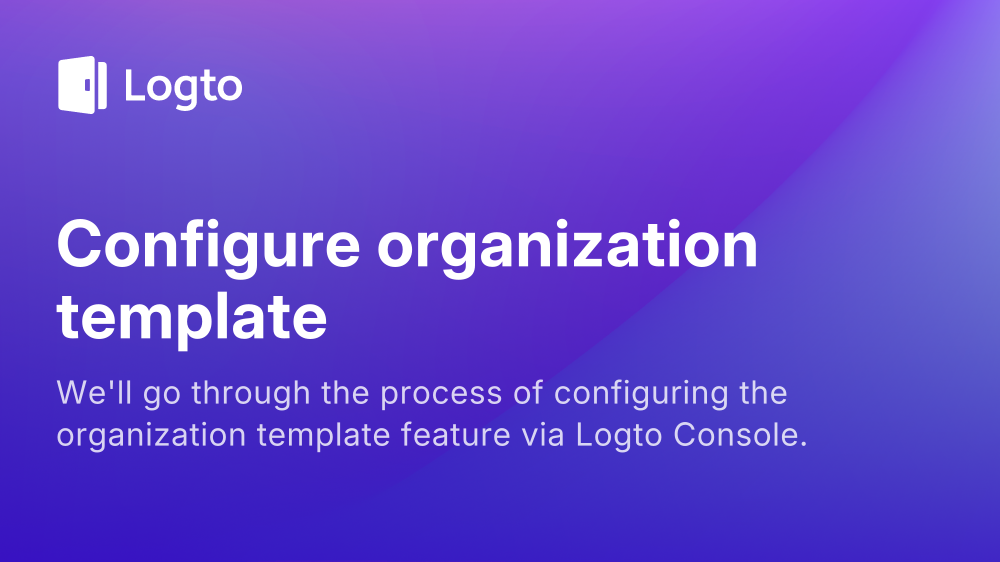 Logto
Configure organization
template
We'll go through the process of configuring the
organization template feature via Logto Console.